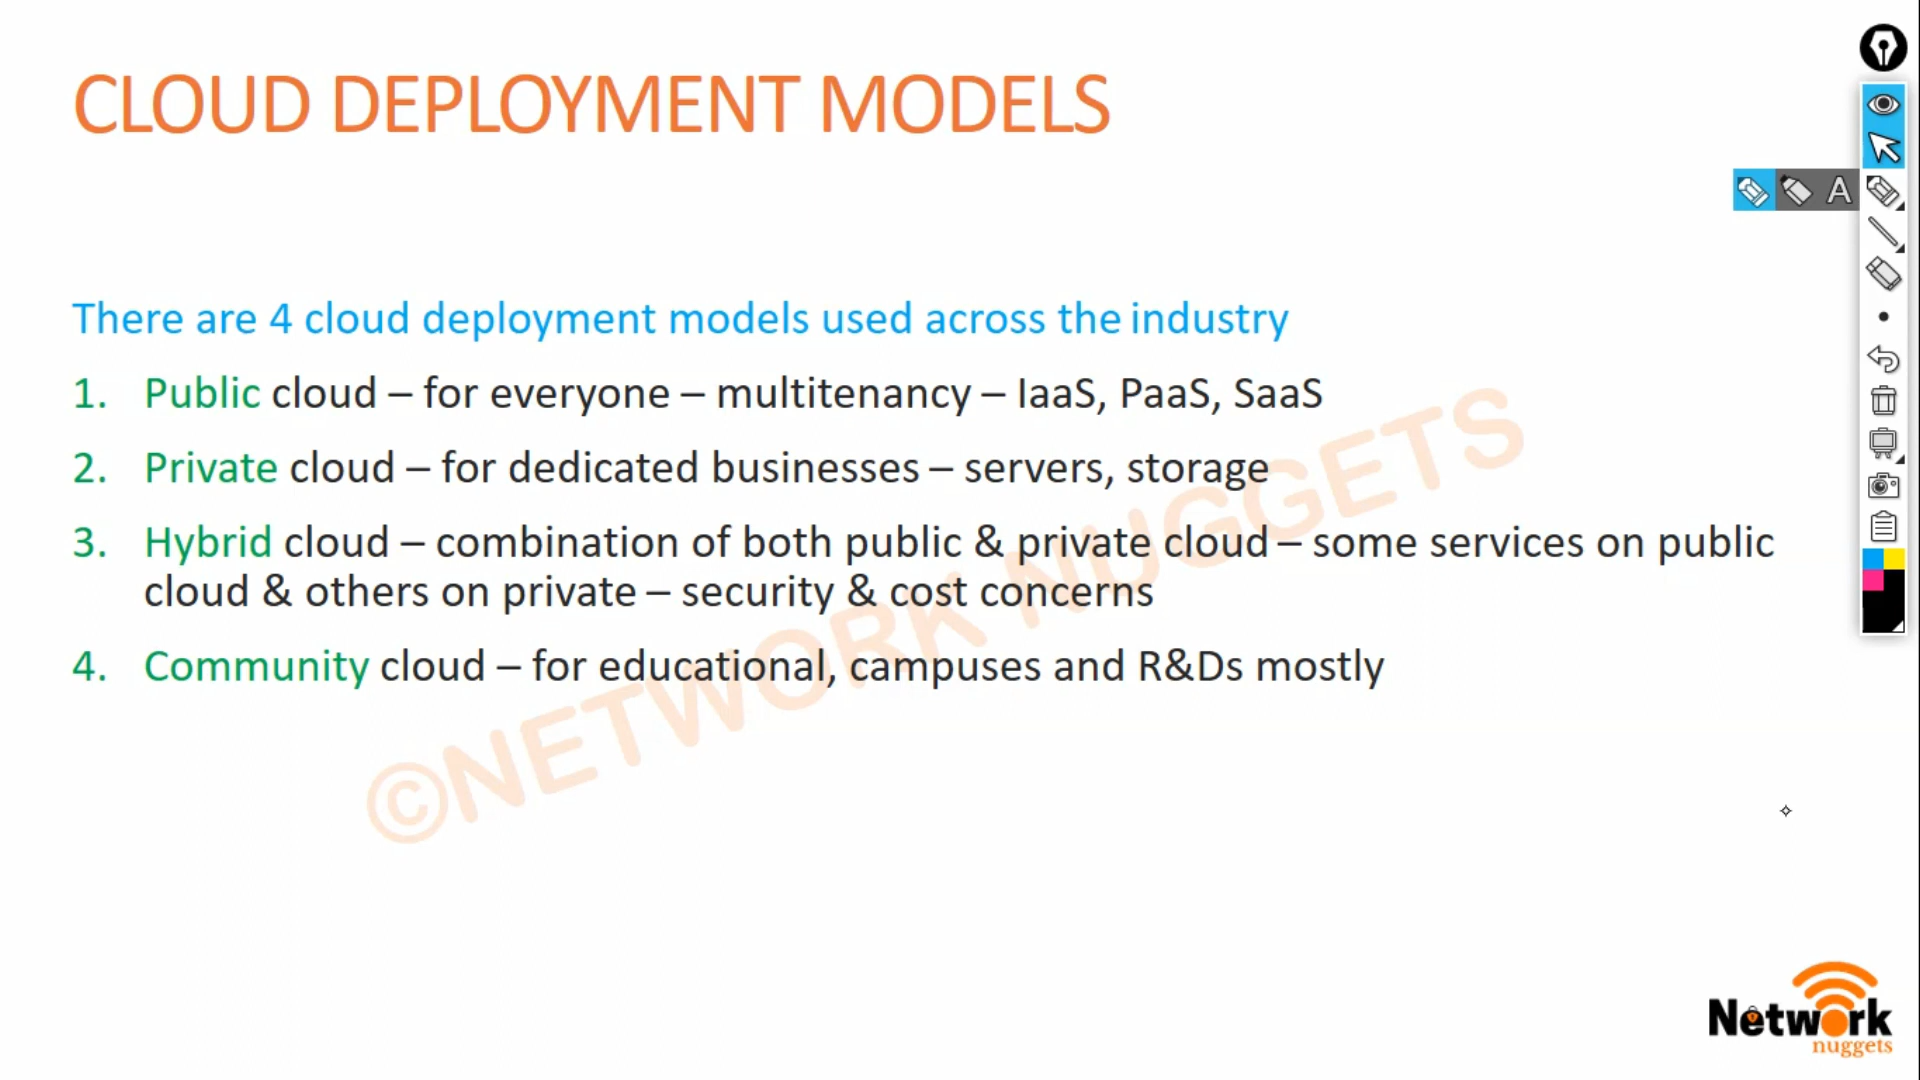 CLOUD DEPLOYMENT MODELS
A
There are 4 cloud deployment models used across the industry
1. Public cloud – for everyone – multitenancy – IaaS, PaaS, SaaS
2. Private cloud – for dedicated businesses – servers, storage
3. Hybrid cloud – combination of both public & private cloud – some services on public
cloud & others on private – security & cost concerns
4. Community cloud – for educational, campuses and R&Ds mostly
©NETWORK NUGGETS
Network
nuggets